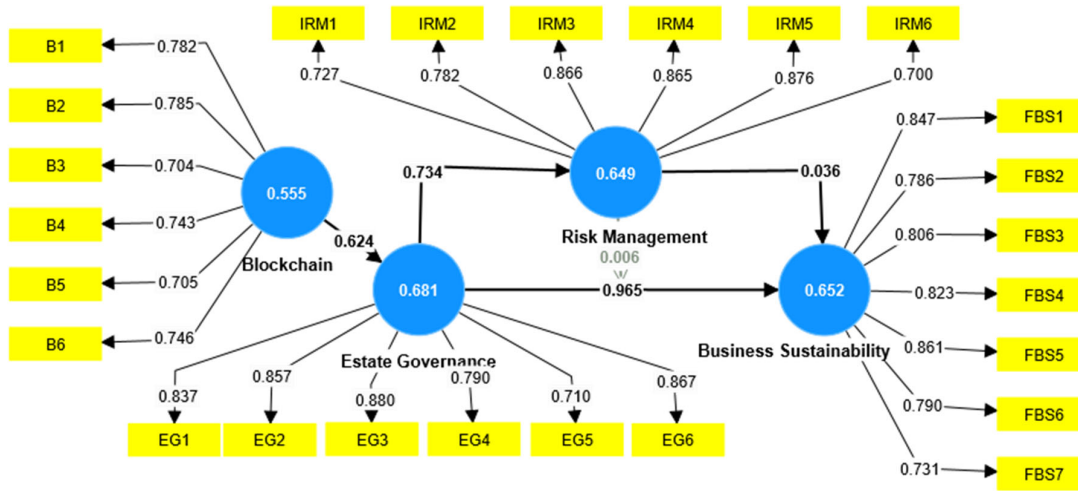 IRM1 IRM2 IRM3 IRM4 IRM5 IRM6
0.727 0.782 0.866 0.865 0.876 0.700
B1
B2
B3
B4
B5
B6
0.782
0.785
0.704
0.743
0.705
0.746
0.555
Blockchain
0.624
0.734
0.649
Risk Management
0.036
0.006
0.681
Estate Governance
0.965
0.652
Business Sustainability
0.837 0.857 0.880 0.790 0.710 0.867
EG1 EG2 EG3 EG4 EG5 EG6
0.847
0.786
0.806
0.823
0.861
0.790
0.731
FBS1
FBS2
FBS3
FBS4
FBS5
FBS6
FBS7